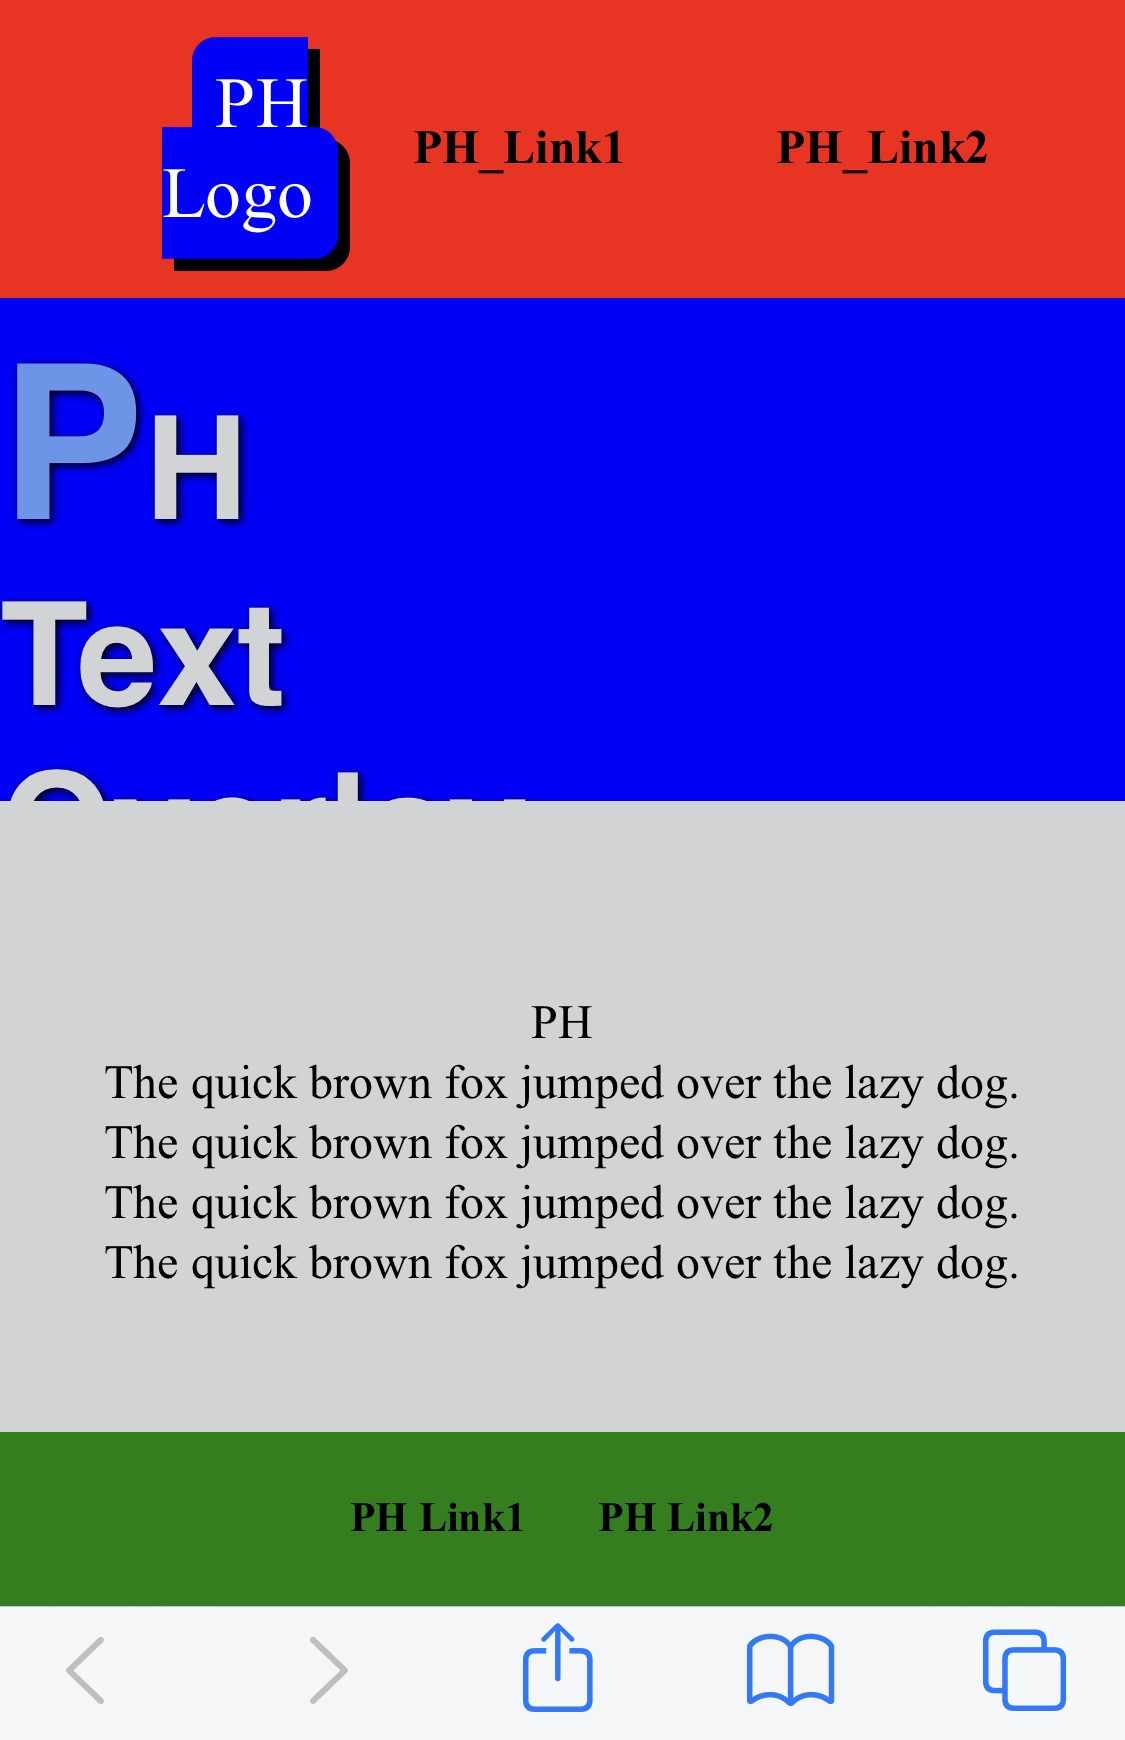 PH
Logo
PH_Link1 PH_Link2
PH
Text
Overlay
PH
The quick brown fox jumped over the lazy dog.
The quick brown fox jumped over the lazy dog.
The quick brown fox jumped over the lazy dog.
The quick brown fox jumped over the lazy dog.
PH Link1 PH Link2